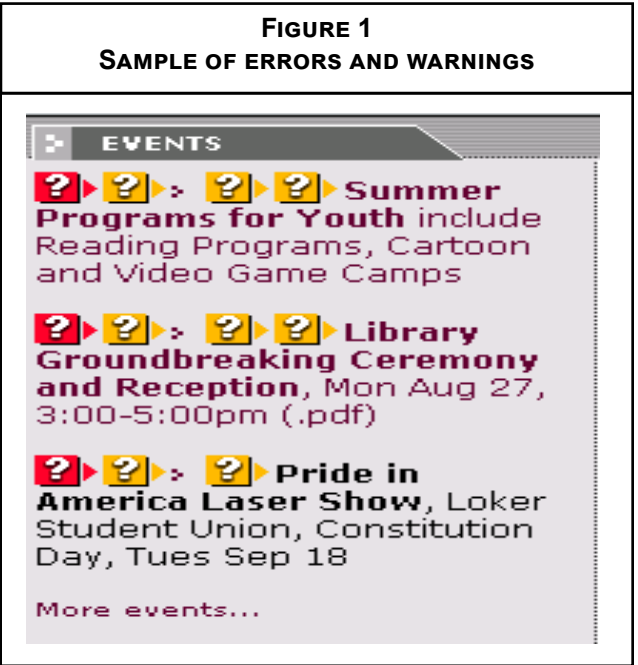 FIGURE 1
SAMPLE OF ERRORS AND WARNINGS
EVENTS
? ? > ? ? Summer
Programs for Youth include
Reading Programs, Cartoon
and Video Game Camps
? ? > ? ? Library
Groundbreaking Ceremony
and Reception, Mon Aug 27,
3:00-5:00pm (.pdf)
? ? > ? Pride in
America Laser Show, Loker
Student Union, Constitution
Day, Tues Sep 18
More events...